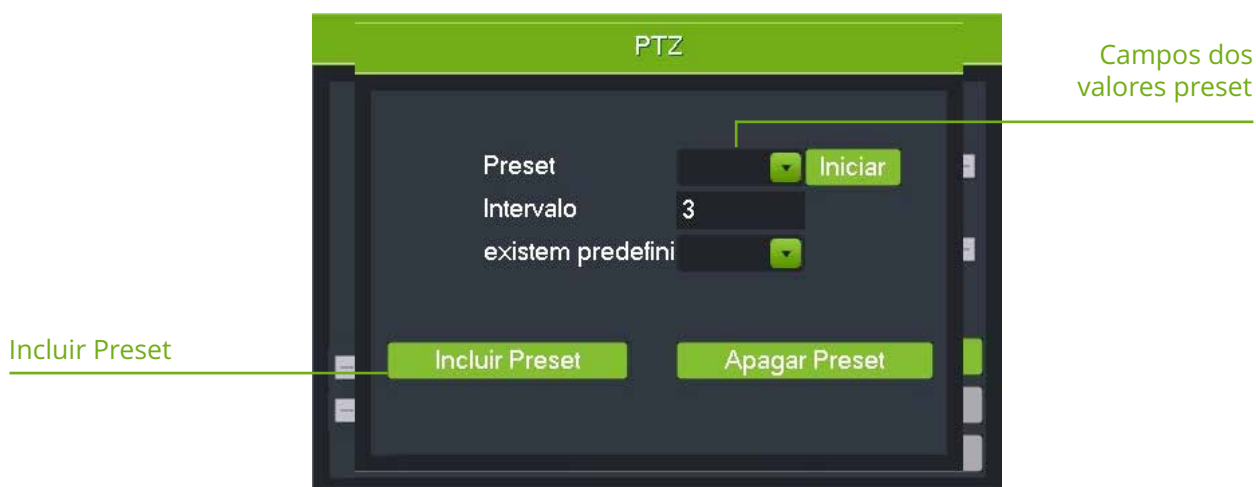 PTZ
Campos dos
valores preset
Preset
Iniciar
Intervalo
3
existem predefini
Incluir Preset
Incluir Preset
Apagar Preset